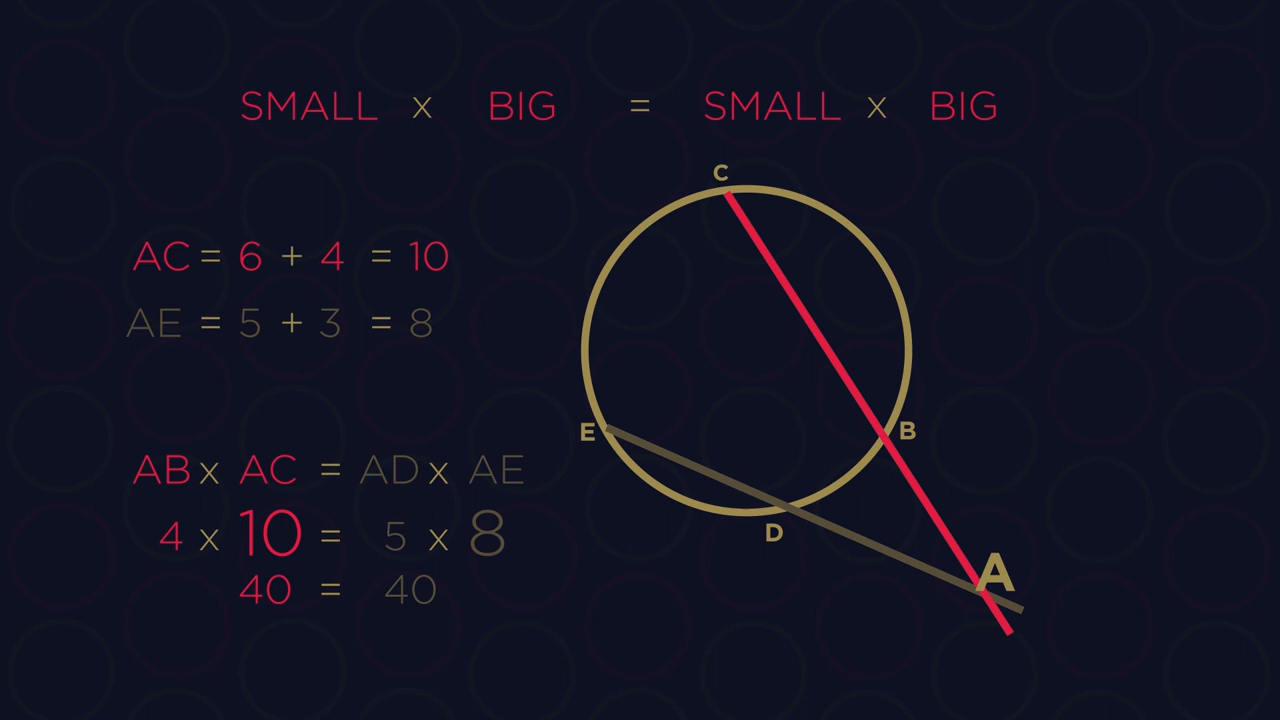 SMALL x BIG = SMALL x BIG
C
AC = 6 + 4 = 10
AE = 5 + 3 = 8
E
B
AB x AC = AD x AE
4 x 10 = 5 x 8
D
A
40 = 40